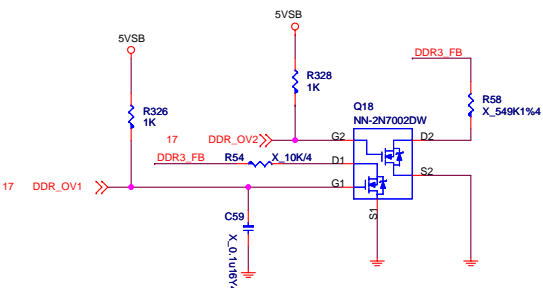 5VSB
5VSB
DDR3_FB
R328
1K
R326
1K
Q18
NN-2N7002DW
R58
X_549K1%4
17 DDR_OV2
G2
D2
DDR3_FB
R54
X_10K/4
D1
S2
17 DDR_OV1
G1
S1
C59
X_0.1u16Y